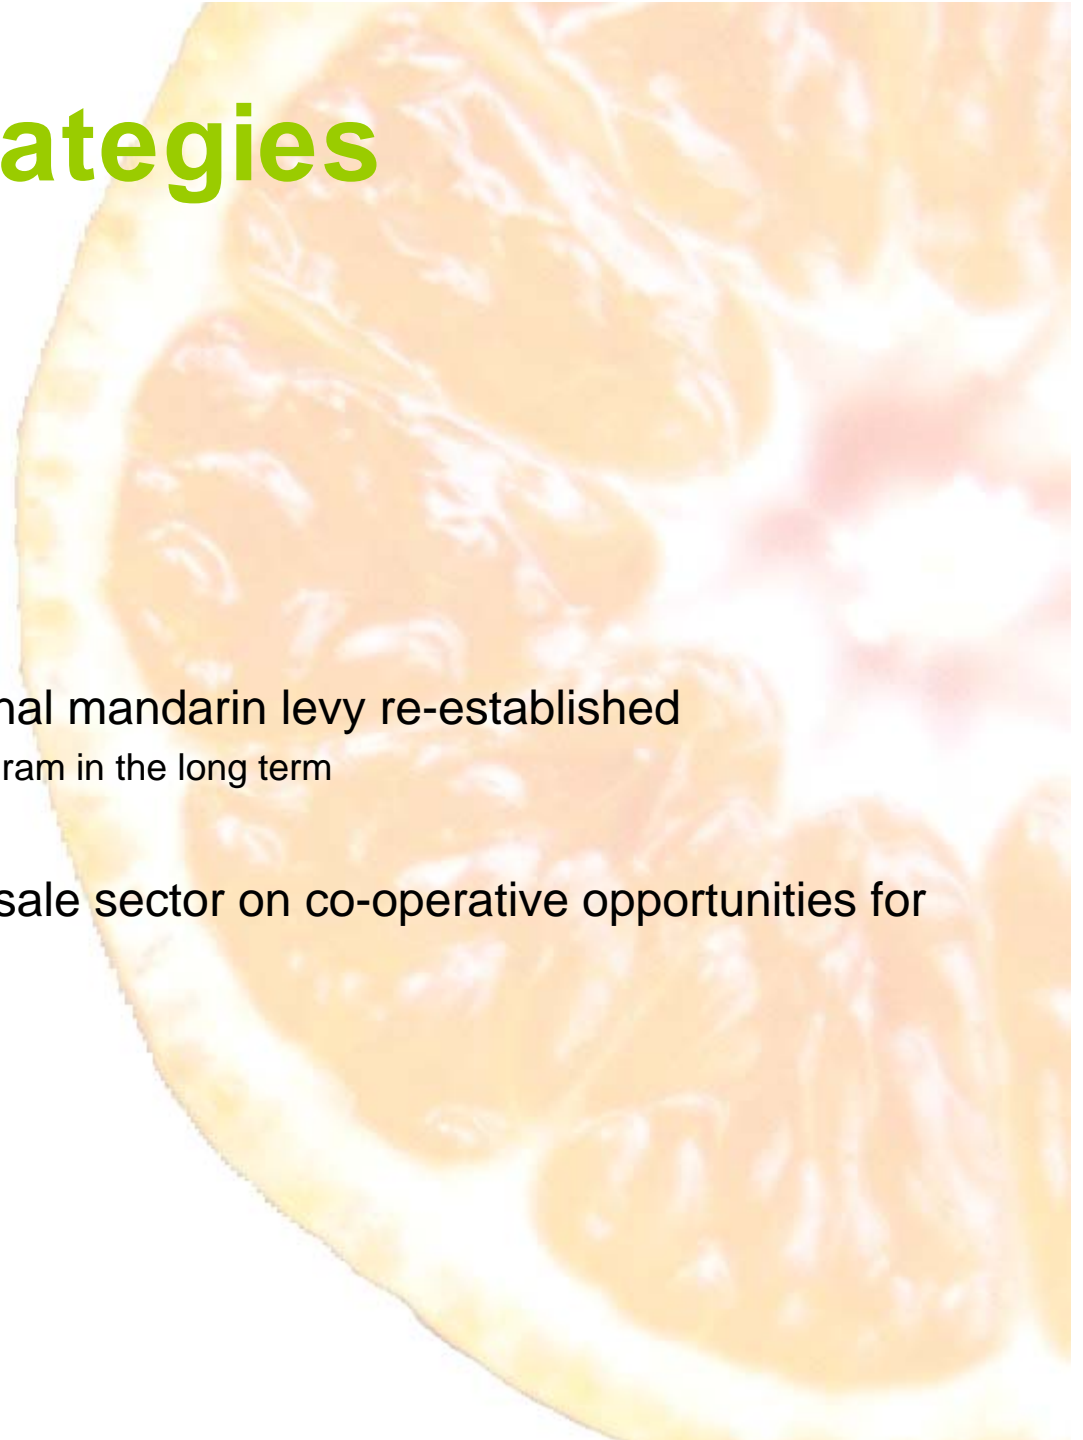 ategies
nal mandarin levy re-established
ram in the long term
sale sector on co-operative opportunities for